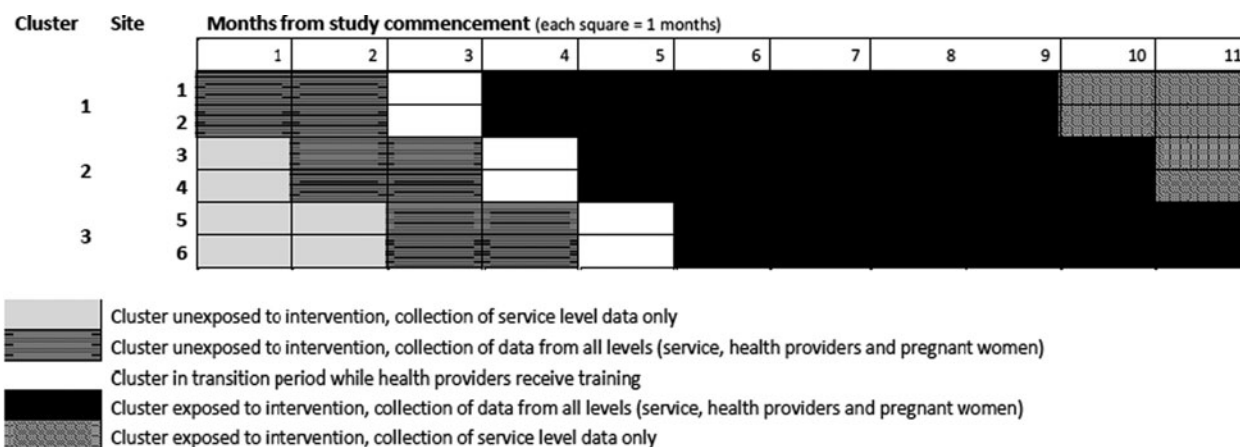 Cluster Site Months from study commencement (each square = 1 months)
1 2 3 4 5 6 7 8 9 10 11
1
1
2
2
3
4
3
5
6
Cluster unexposed to intervention, collection of service level data only
Cluster unexposed to intervention, collection of data from all levels (service, health providers and pregnant women)
Cluster in transition period while health providers receive training
Cluster exposed to intervention, collection of data from all levels (service, health providers and pregnant women)
Cluster exposed to intervention, collection of service level data only